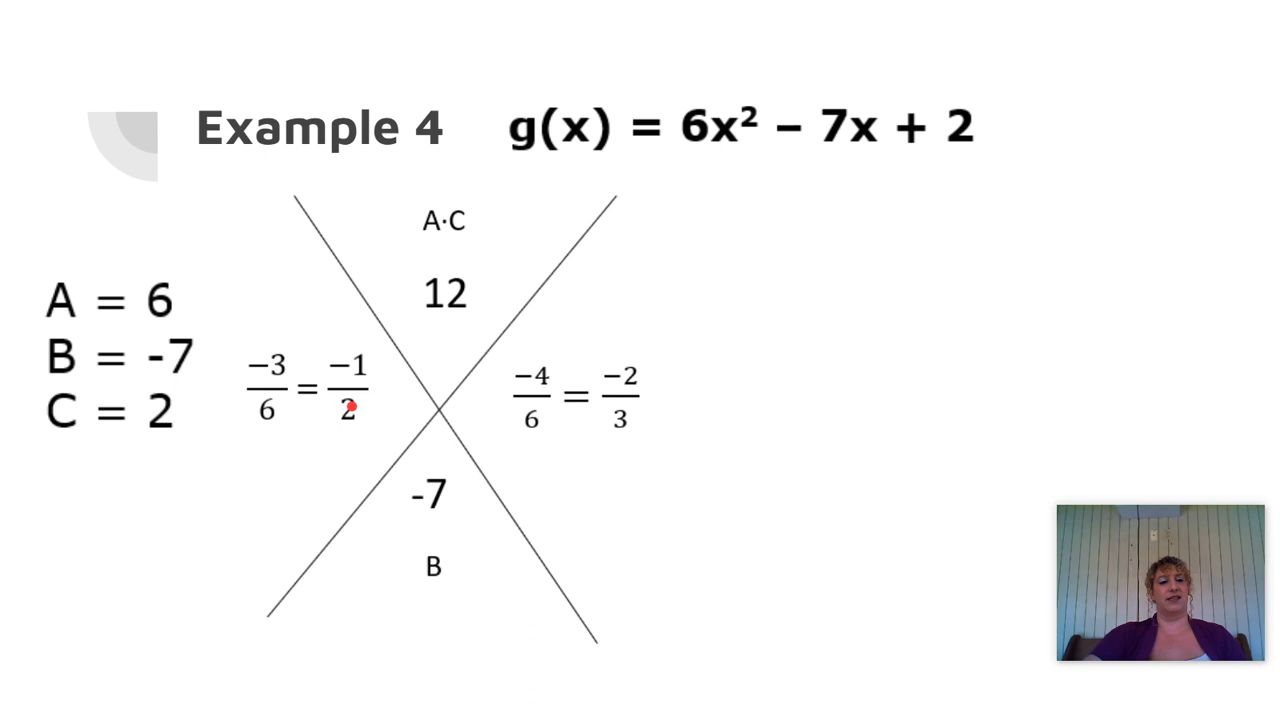 Example 4 g(x) = 6x² – 7x + 2
A·C
12
A = 6
B = -7
C = 2
−3/6 = −1/2
−4/6 = −2/3
-7
B